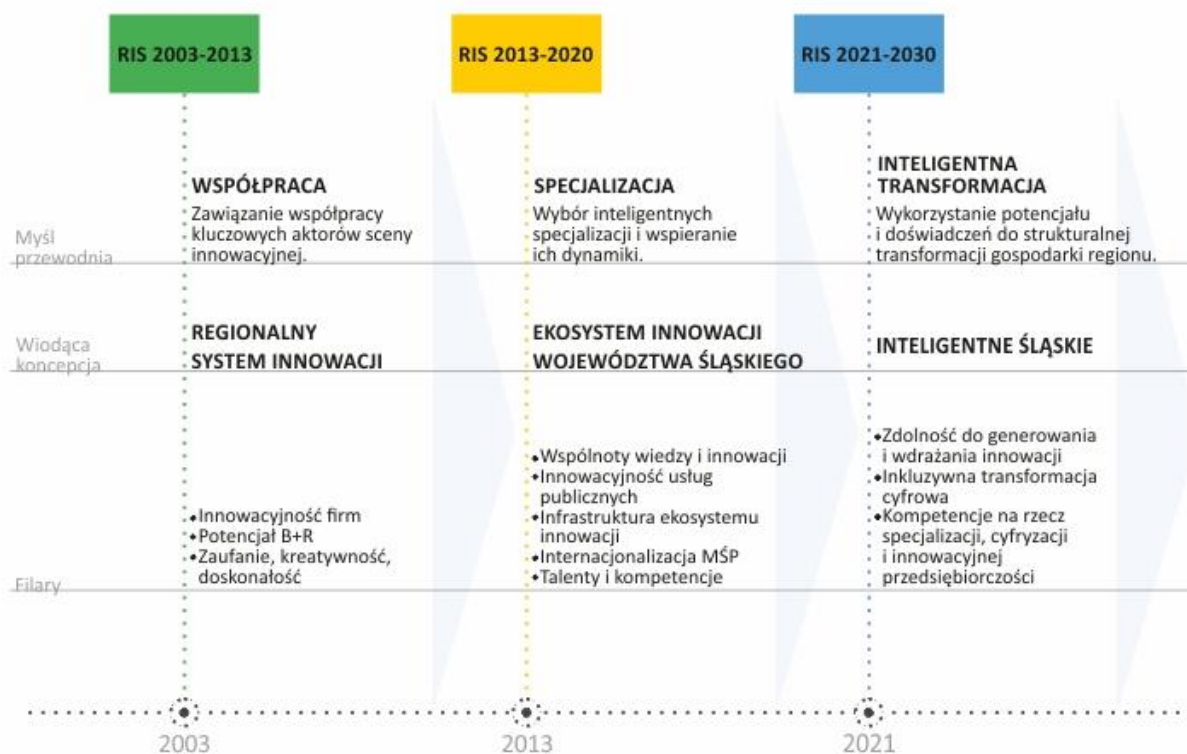 RIS 2003-2013
RIS 2013-2020
RIS 2021-2030
Myśl
przewodnia
WSPÓŁPRACA
Zawiązanie współpracy
kluczowych aktorów sceny
innowacyjnej.
SPECJALIZACJA
Wybór inteligentnych
specjalizacji i wspieranie
ich dynamiki.
INTELIGENTNA
TRANSFORMACJA
Wykorzystanie potencjału
i doświadczeń do strukturalnej
transformacji gospodarki regionu.
Wiodąca
koncepcja
REGIONALNY
SYSTEM INNOWACJI
EKOSYSTEM INNOWACJI
WOJEWÓDZTWA ŚLĄSKIEGO
INTELIGENTNE ŚLĄSKIE
Filary
•Innowacyjność firm
•Potencjał B+R
•Zaufanie, kreatywność,
doskonałość
•Wspólnoty wiedzy i innowacji
•Innowacyjność usług
publicznych
•Infrastruktura ekosystemu
innowacji
•Internacjonalizacja MŚP
•Talenty i kompetencje
•Zdolność do generowania
i wdrażania innowacji
•Inkluzywna transformacja
cyfrowa
•Kompetencje na rzecz
specjalizacji, cyfryzacji
i innowacyjnej
przedsiębiorczości
2003
2013
2021